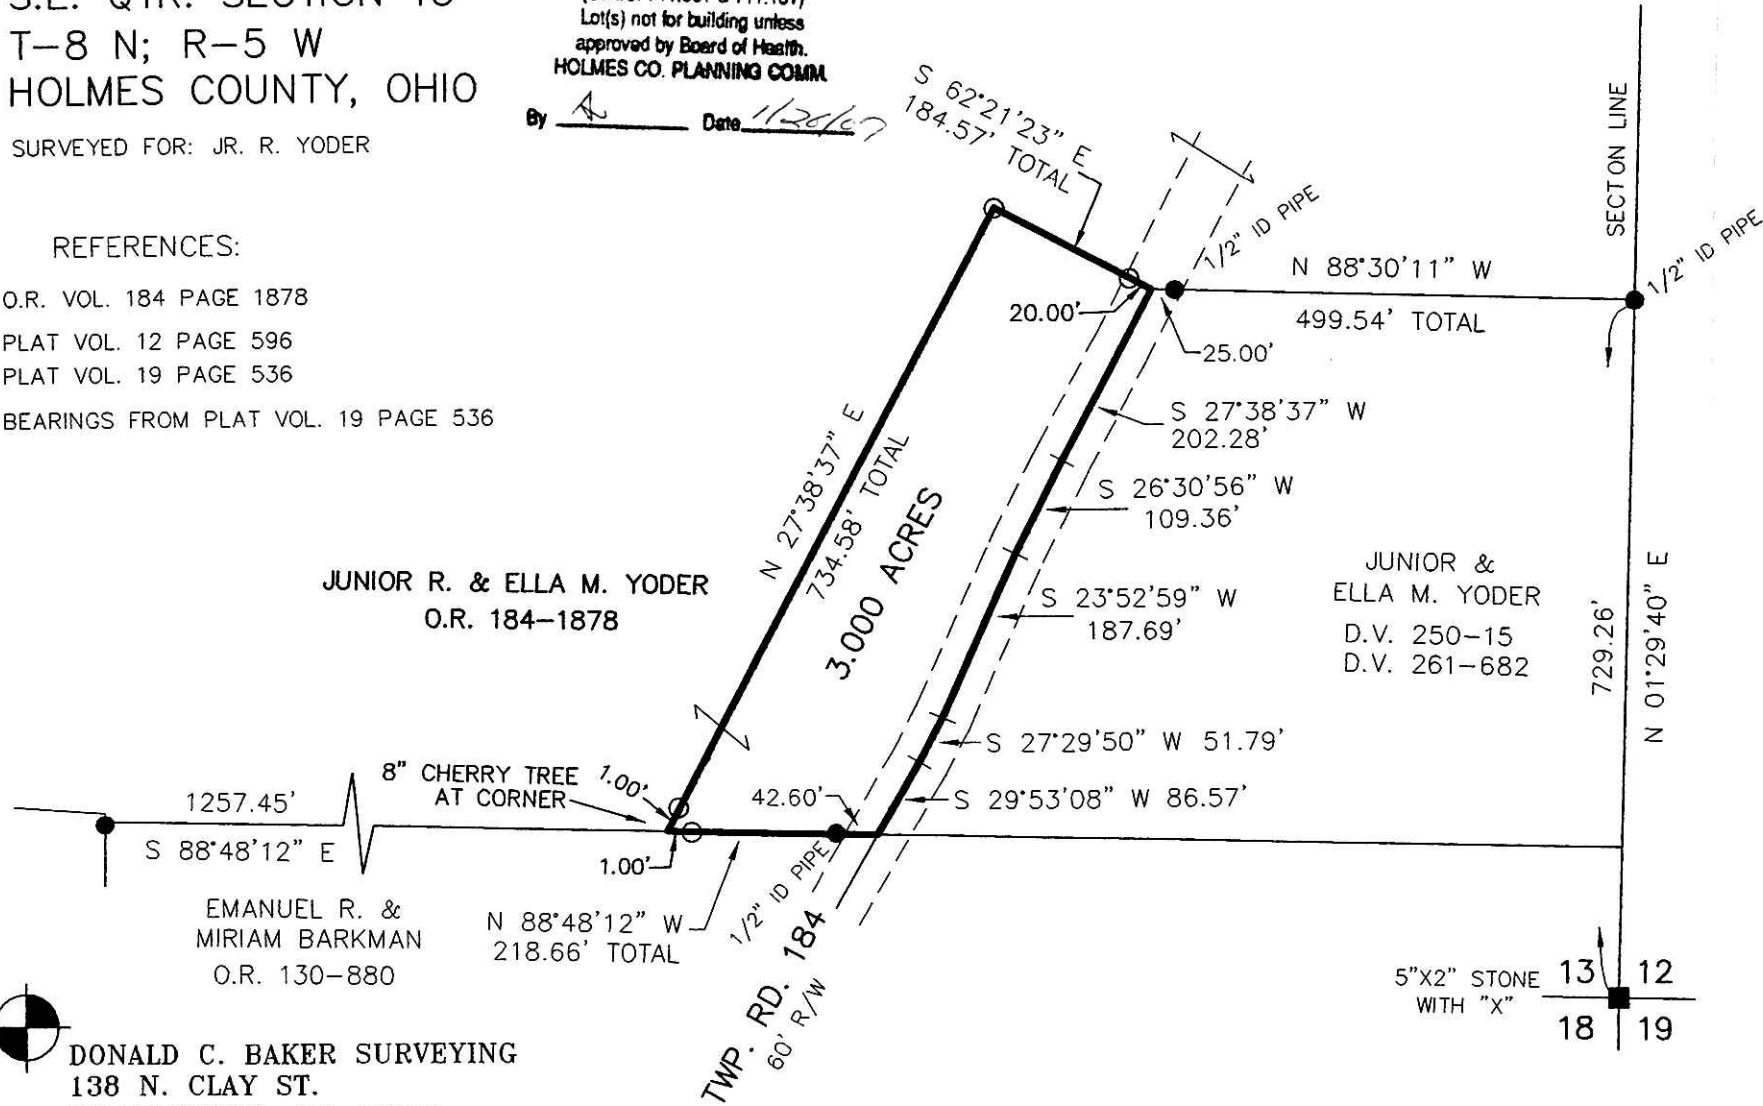 T-8 N; R-5 W
HOLMES COUNTY, OHIO
SURVEYED FOR: JR. R. YODER
Lot(s) not for building unless
approved by Board of Health.
HOLMES CO. PLANNING COMM.
By
Date 1/26/07
REFERENCES:
O.R. VOL. 184 PAGE 1878
PLAT VOL. 12 PAGE 596
PLAT VOL. 19 PAGE 536
BEARINGS FROM PLAT VOL. 19 PAGE 536
S 62°21'23" E
184.57' TOTAL
1/2" ID PIPE
SECTON LINE
1/2" ID PIPE
N 88°30'11" W
499.54' TOTAL
20.00'
25.00'
S 27°38'37" W
202.28'
S 26°30'56" W
109.36'
S 23°52'59" W
187.69'
S 27°29'50" W 51.79'
S 29°53'08" W 86.57'
N 27°38'37" E
734.58' TOTAL
3.000 ACRES
JUNIOR R. & ELLA M. YODER
O.R. 184-1878
JUNIOR &
ELLA M. YODER
D.V. 250-15
D.V. 261-682
729.26'
N 01°29'40" E
8" CHERRY TREE
AT CORNER
1.00'
42.60'
1257.45'
S 88°48'12" E
1.00'
1/2" ID PIPE
EMANUEL R. &
MIRIAM BARKMAN
O.R. 130-880
N 88°48'12" W
218.66' TOTAL
TWP. RD. 184
60' R/W
5"X2" STONE
WITH "X"
13 12
18 19
DONALD C. BAKER SURVEYING
138 N. CLAY ST.